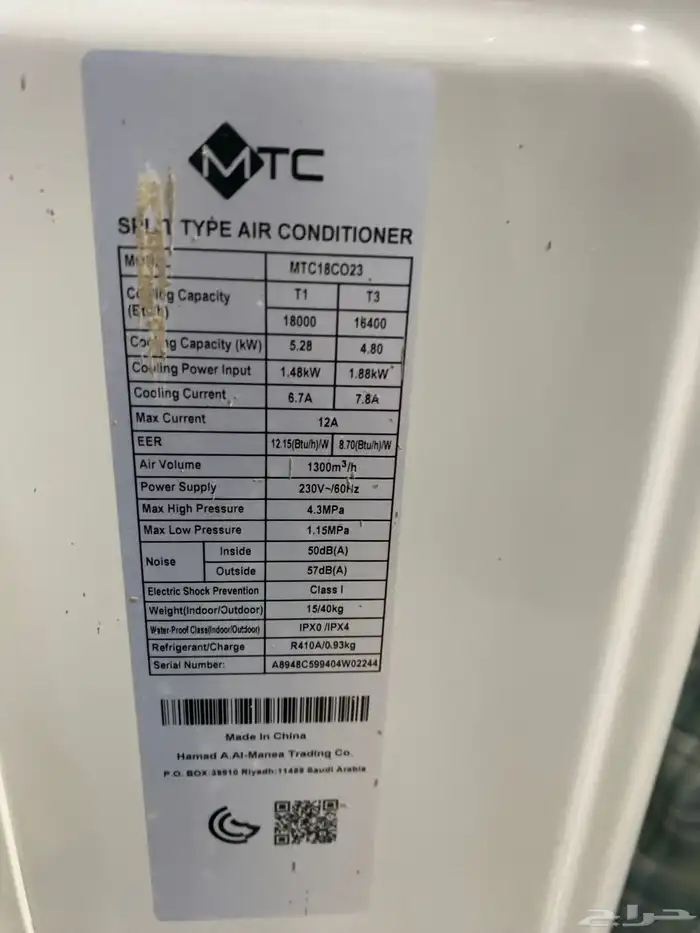 MTC
SPLIT TYPE AIR CONDITIONER
MTC18CO23
Cooling Capacity T1 T3
(Btu/h) 18000 16400
Cooling Capacity (kW) 5.28 4.80
Cooling Power Input 1.48kW 1.88kW
Cooling Current 6.7A 7.8A
Max Current 12A
EER 12.15(Btu/h)/W 8.70(Btu/h)/W
Air Volume 1300m³/h
Power Supply 230V~/60Hz
Max High Pressure 4.3MPa
Max Low Pressure 1.15MPa
Noise Inside 50dB(A)
Outside 57dB(A)
Electric Shock Prevention Class I
Weight(Indoor/Outdoor) 15/40kg
Water-Proof Class(Indoor/Outdoor) IPX0 /IPX4
Refrigerant/Charge R410A/0.93kg
Serial Number: A8948C599404W02244
Made In China
Hamad A.Al-Manea Trading Co.
P.O. BOX: Riyadh:11488 Saudi Arabia
حراج